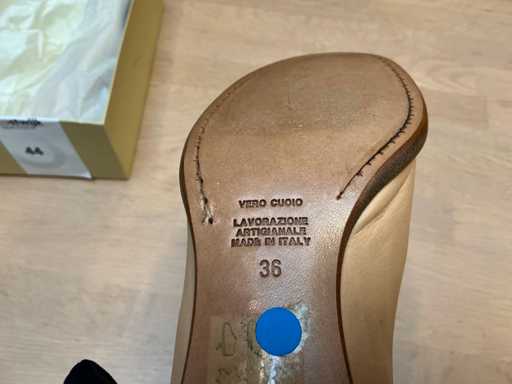 44
VERO CUOIO
LAVORAZIONE
ARTIGIANALE
MADE IN ITALY
36